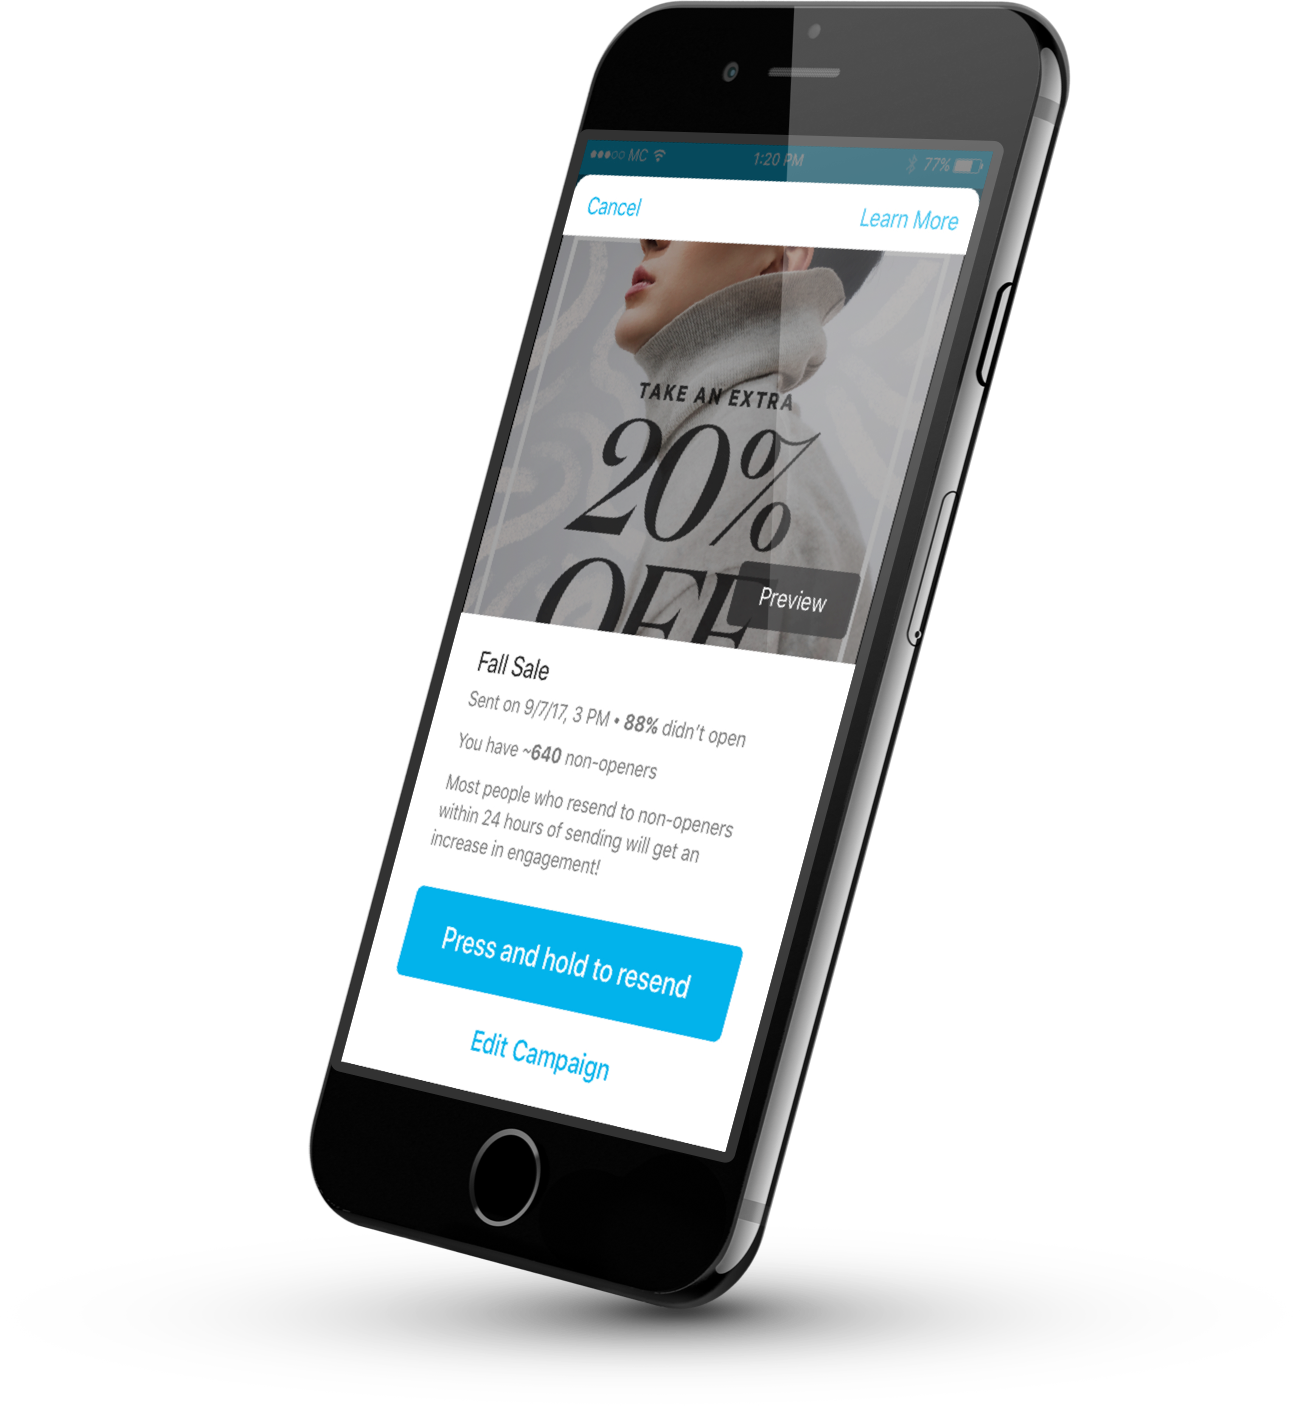 MC 1:20 PM 77%
Cancel Learn More
TAKE AN EXTRA
20%
OFF
Preview
Fall Sale
Sent on 9/7/17, 3 PM • 88% didn't open
You have ~640 non-openers
Most people who resend to non-openers
within 24 hours of sending will get an
increase in engagement!
Press and hold to resend
Edit Campaign